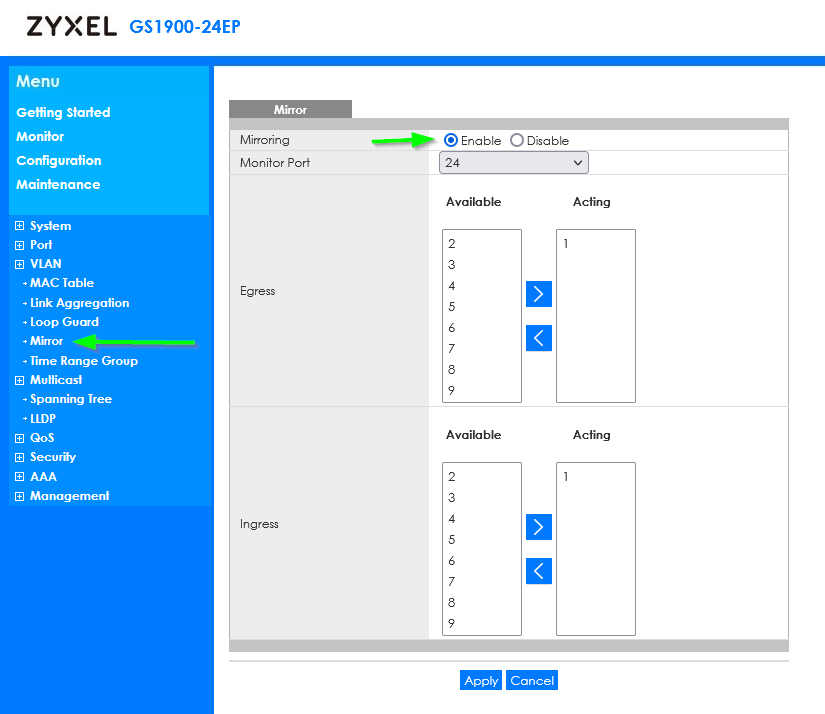 ZYXEL GS1900-24EP
Menu
Getting Started
Monitor
Configuration
Maintenance
System
Port
VLAN
MAC Table
Link Aggregation
Loop Guard
Mirror
Time Range Group
Multicast
Spanning Tree
LLDP
QoS
Security
AAA
Management
Mirror
Mirroring Enable Disable
Monitor Port 24
Egress
Available Acting
2 1
3
4
5
6
7
8
9
Ingress
Available Acting
2 1
3
4
5
6
7
8
9
Apply Cancel